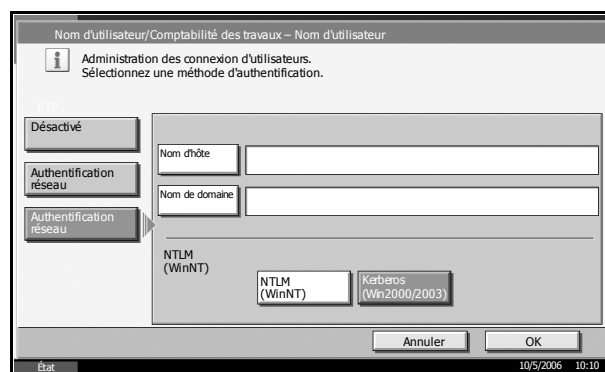 Nom d'utilisateur/Comptabilité des travaux – Nom d'utilisateur
Administration des connexion d'utilisateurs.
Sélectionnez une méthode d'authentification.
FTP
Désactivé
Authentification
réseau
Authentification
réseau
Nom d'hôte
Nom de domaine
NTLM
(WinNT)
NTLM
(WinNT)
Kerberos
(Win2000/2003)
Annuler
OK
État
10/5/2006 10:10